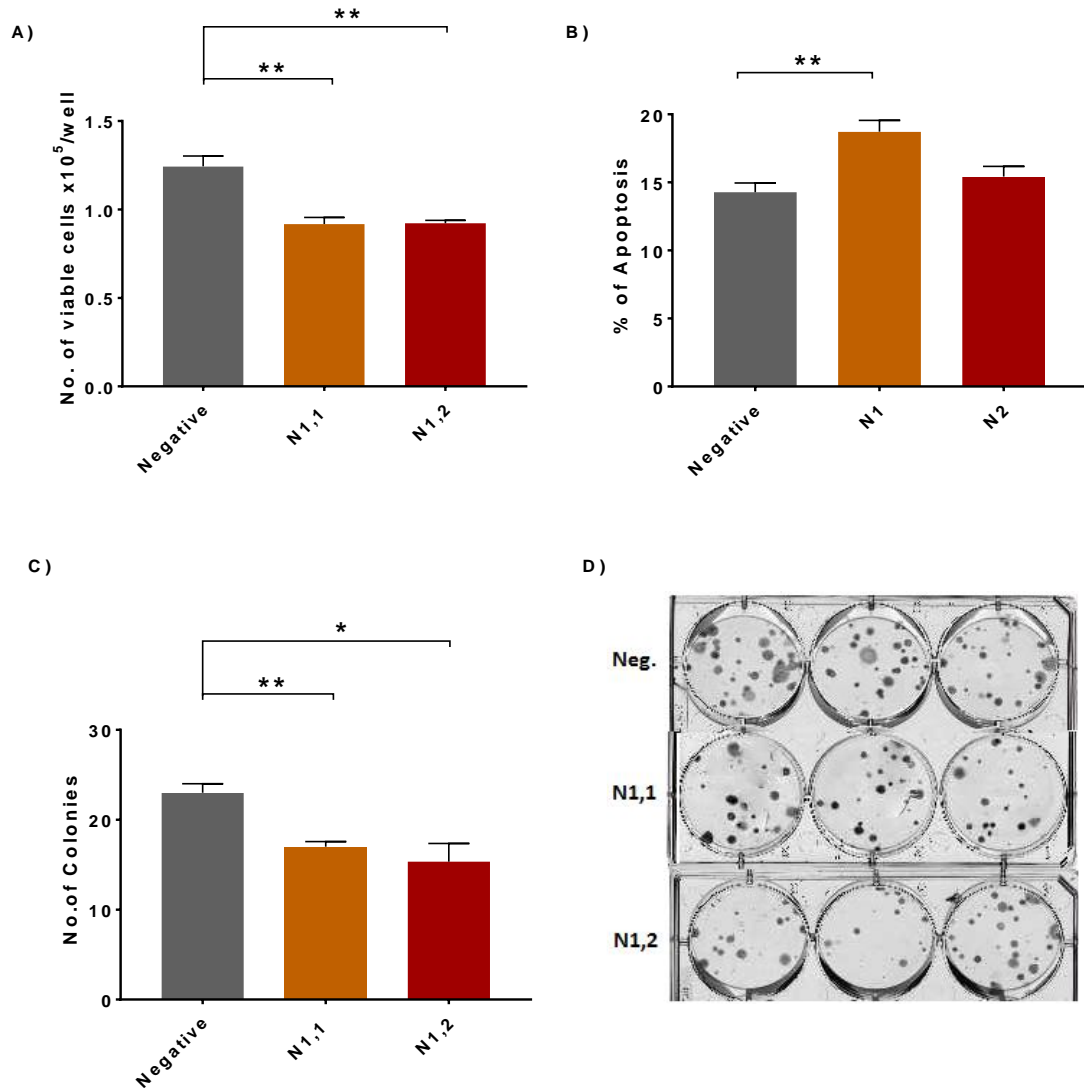 A)
**
**
No. of viable cells x10⁵/well
1.5
1.0
0.5
0.0
Negative
N1,1
N1,2
B)
**
% of Apoptosis
20
15
10
5
0
Negative
N1
N2
C)
*
**
No.of Colonies
30
20
10
0
Negative
N1,1
N1,2
D)
Neg.
N1,1
N1,2